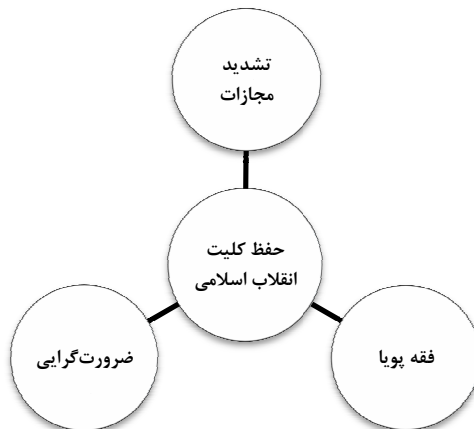 تشدید
مجازات
حفظ کلیت
انقلاب اسلامی
ضرورت‌گرایی
فقه پویا